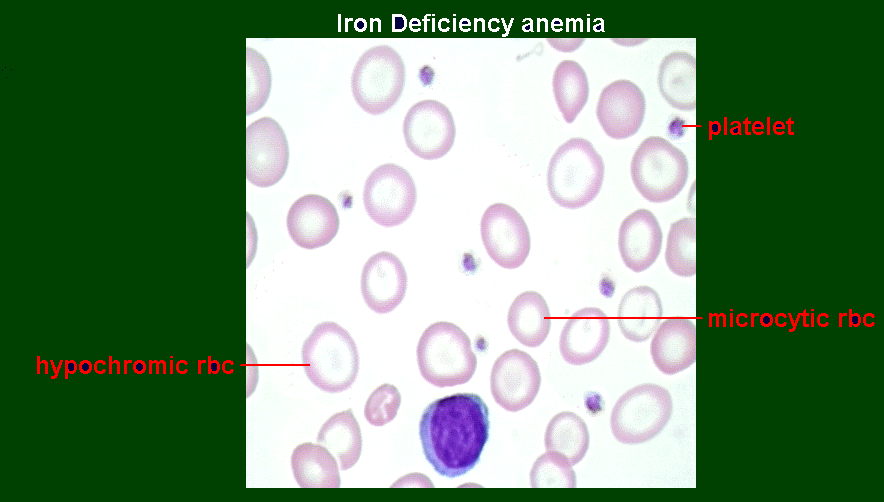 Iron Deficiency anemia
platelet
microcytic rbc
hypochromic rbc